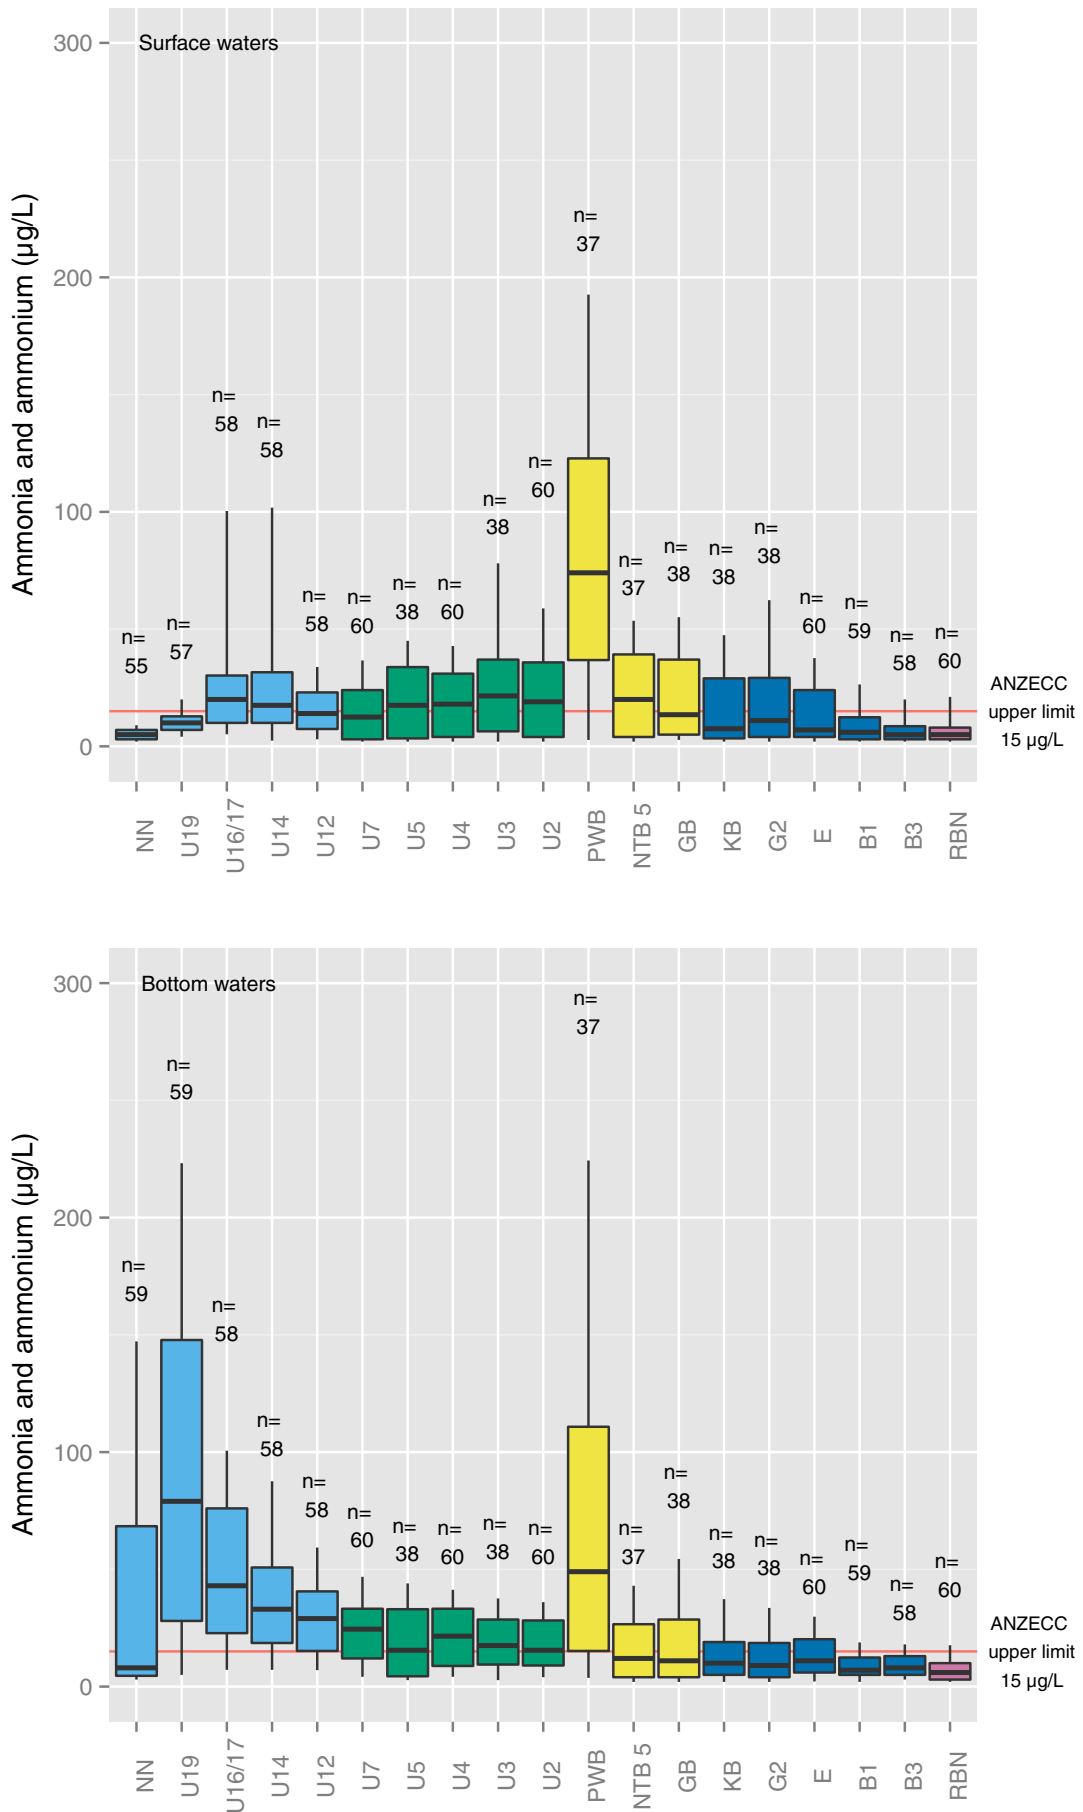 Surface waters
Ammonia and ammonium (µg/L)
300
200
100
0
n=
55
n=
57
n=
58
n=
58
n=
58
n=
60
n=
38
n=
60
n=
38
n=
60
n=
37
n=
37
n=
38
n=
38
n=
38
n=
60
n=
59
n=
58
n=
60
ANZECC
upper limit
15 µg/L
NN
U19
U16/17
U14
U12
U7
U5
U4
U3
U2
PWB
NTB 5
GB
KB
G2
E
B1
B3
RBN
Bottom waters
Ammonia and ammonium (µg/L)
300
200
100
0
n=
59
n=
59
n=
58
n=
58
n=
58
n=
60
n=
38
n=
60
n=
38
n=
60
n=
37
n=
37
n=
38
n=
38
n=
38
n=
60
n=
59
n=
58
n=
60
ANZECC
upper limit
15 µg/L
NN
U19
U16/17
U14
U12
U7
U5
U4
U3
U2
PWB
NTB 5
GB
KB
G2
E
B1
B3
RBN